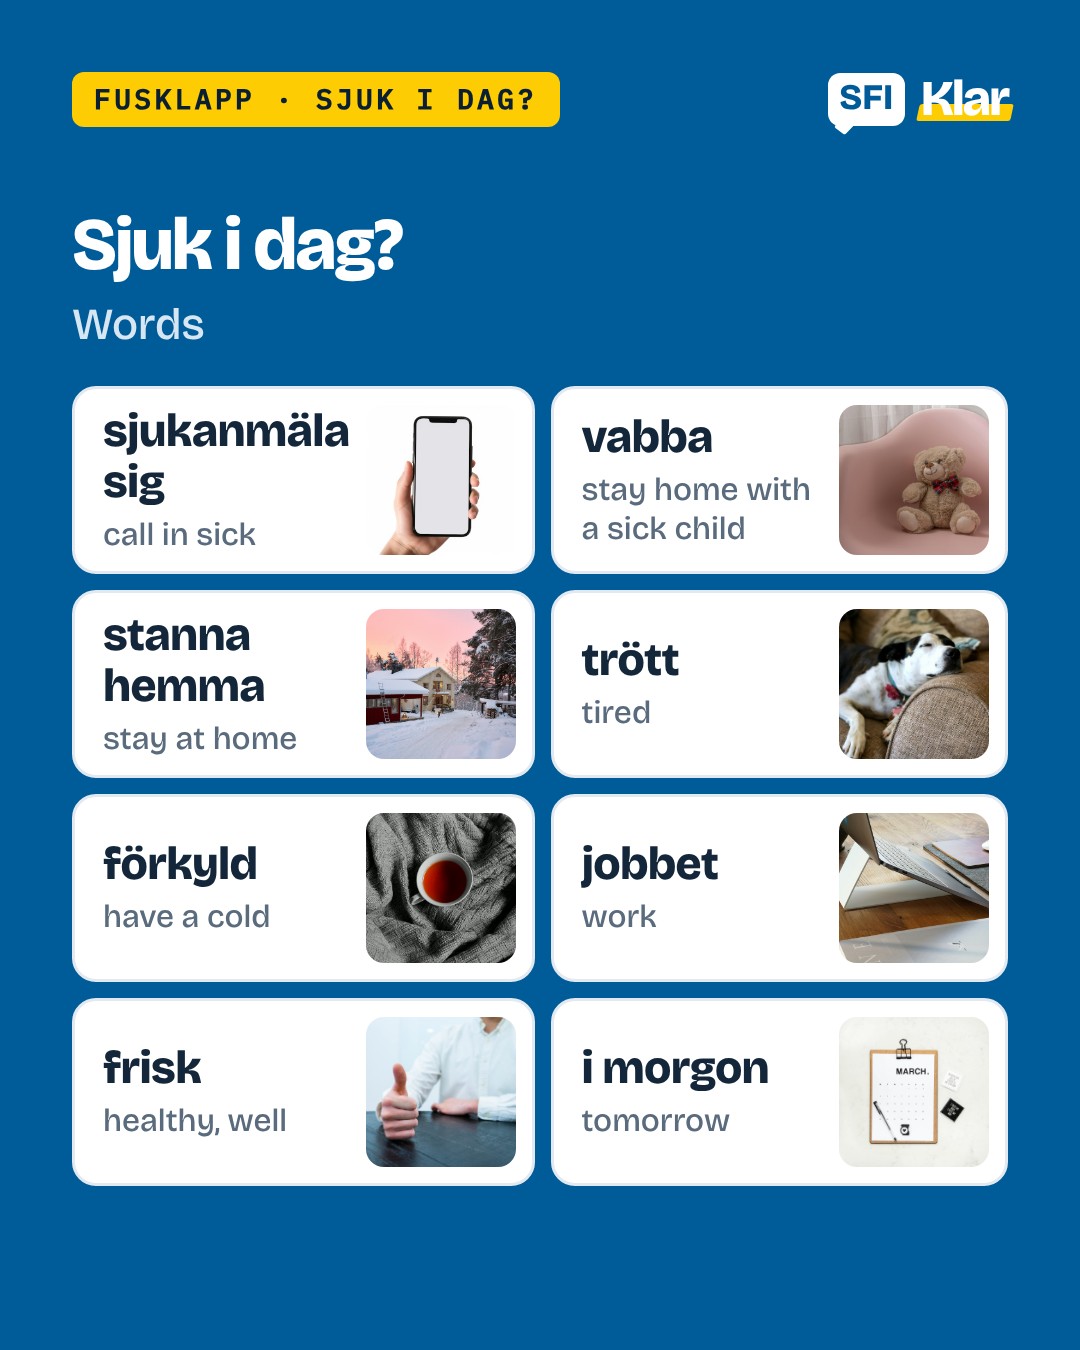 FUSKLAPP · SJUK I DAG?
SFI Klar
Sjuk i dag?
Words
sjukanmäla
sig
call in sick
vabba
stay home with
a sick child
stanna
hemma
stay at home
trött
tired
förkyld
have a cold
jobbet
work
frisk
healthy, well
i morgon
tomorrow
MARCH.